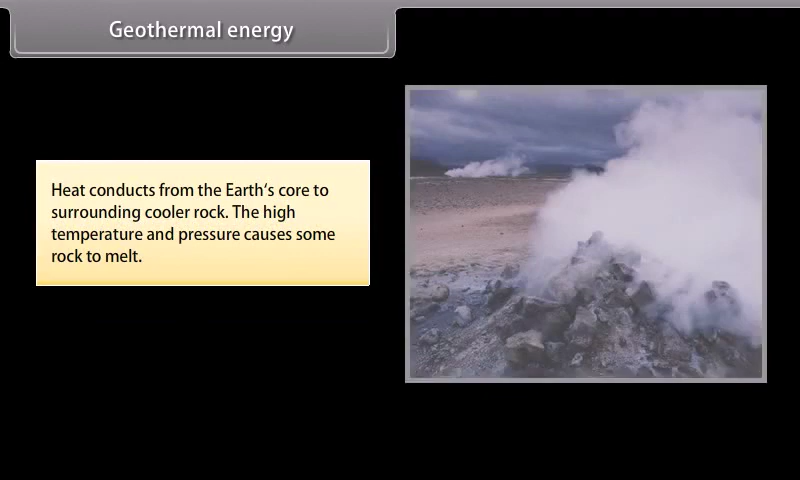 Geothermal energy
Heat conducts from the Earth's core to
surrounding cooler rock. The high
temperature and pressure causes some
rock to melt.